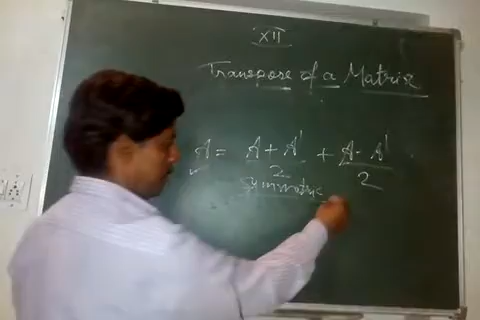 XII
Transpose of a Matrix
A = A + A' / 2 + A - A' / 2
Symmetric